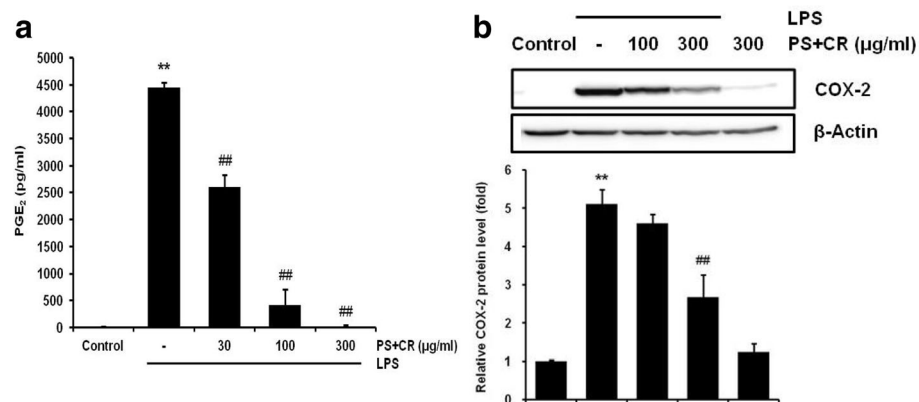 a
PGE2 (pg/ml)
5000
4500
4000
3500
3000
2500
2000
1500
1000
500
0
**
##
##
##
Control - 30 100 300 PS+CR (μg/ml)
LPS
b
LPS
Control - 100 300 300 PS+CR (μg/ml)
COX-2
β-Actin
Relative COX-2 protein level (fold)
6
5
4
3
2
1
0
**
##